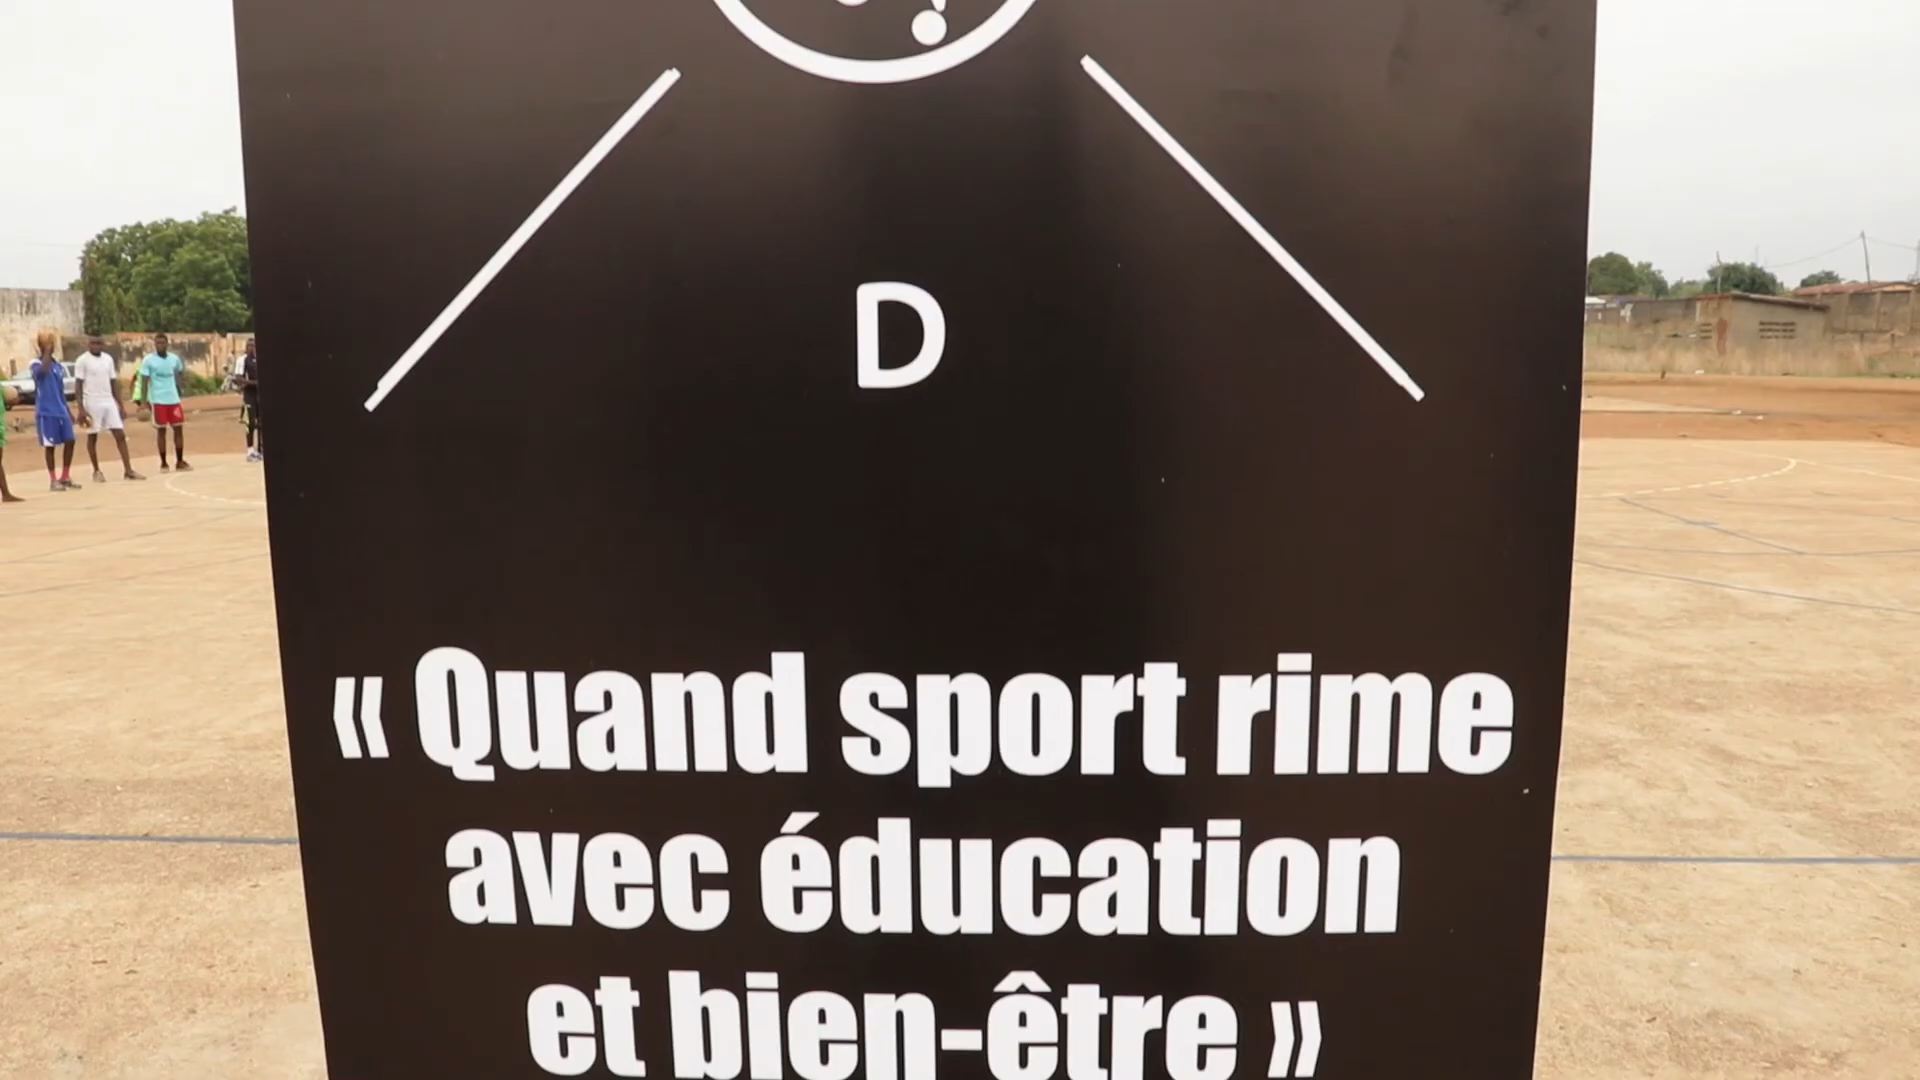 D
« Quand sport rime
avec éducation
et bien-être »